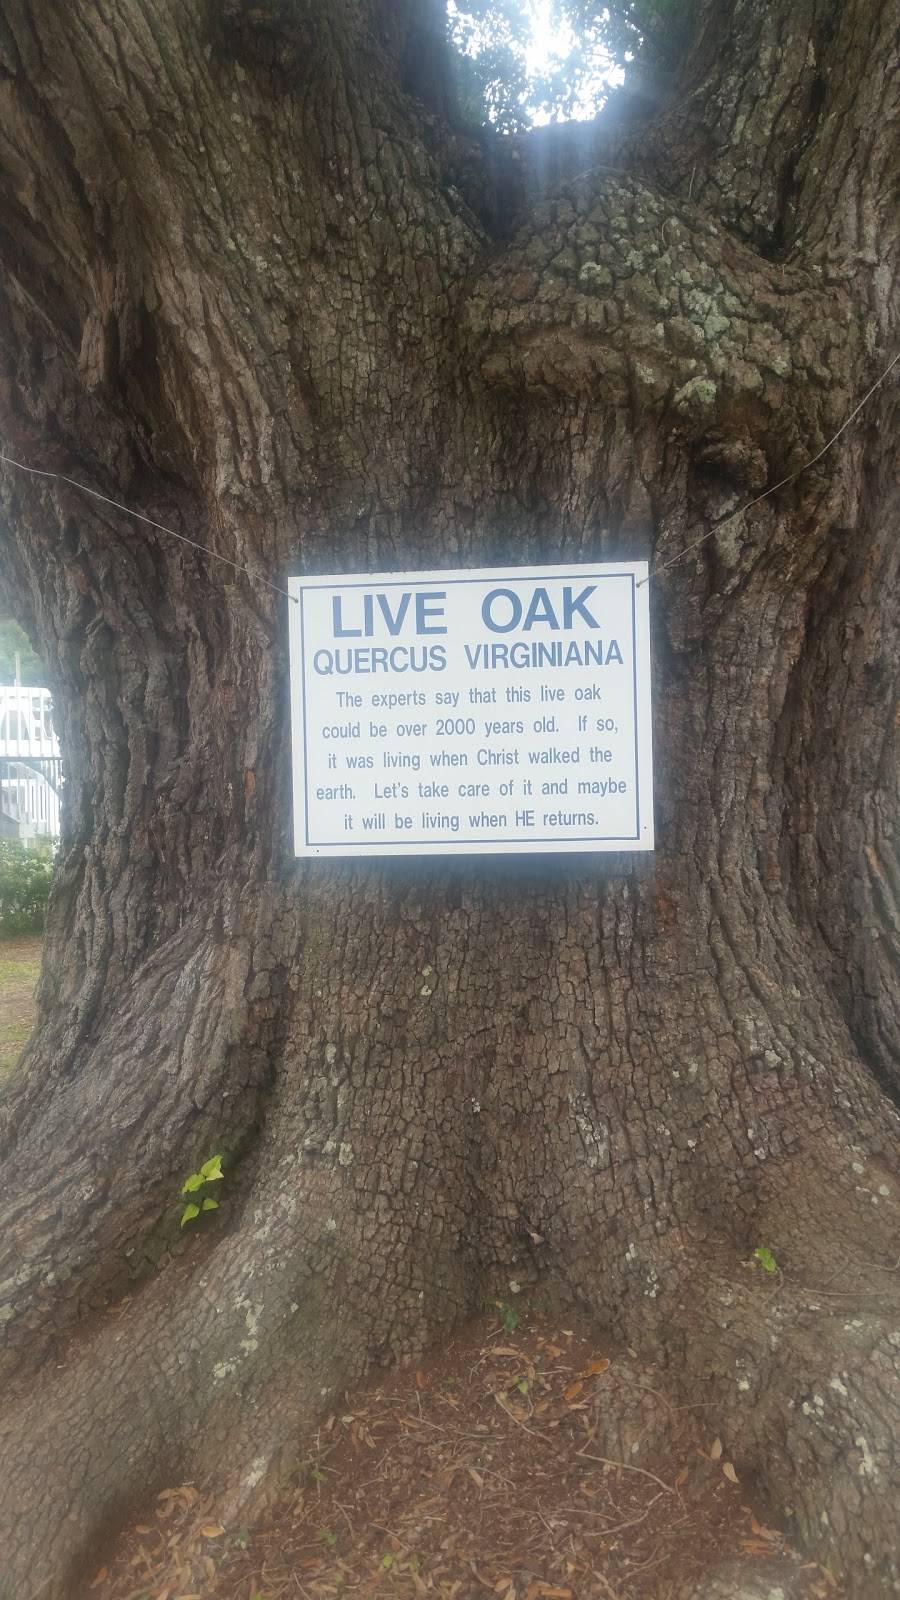 LIVE OAK
QUERCUS VIRGINIANA
The experts say that this live oak
could be over 2000 years old. If so,
it was living when Christ walked the
earth. Let's take care of it and maybe
it will be living when HE returns.